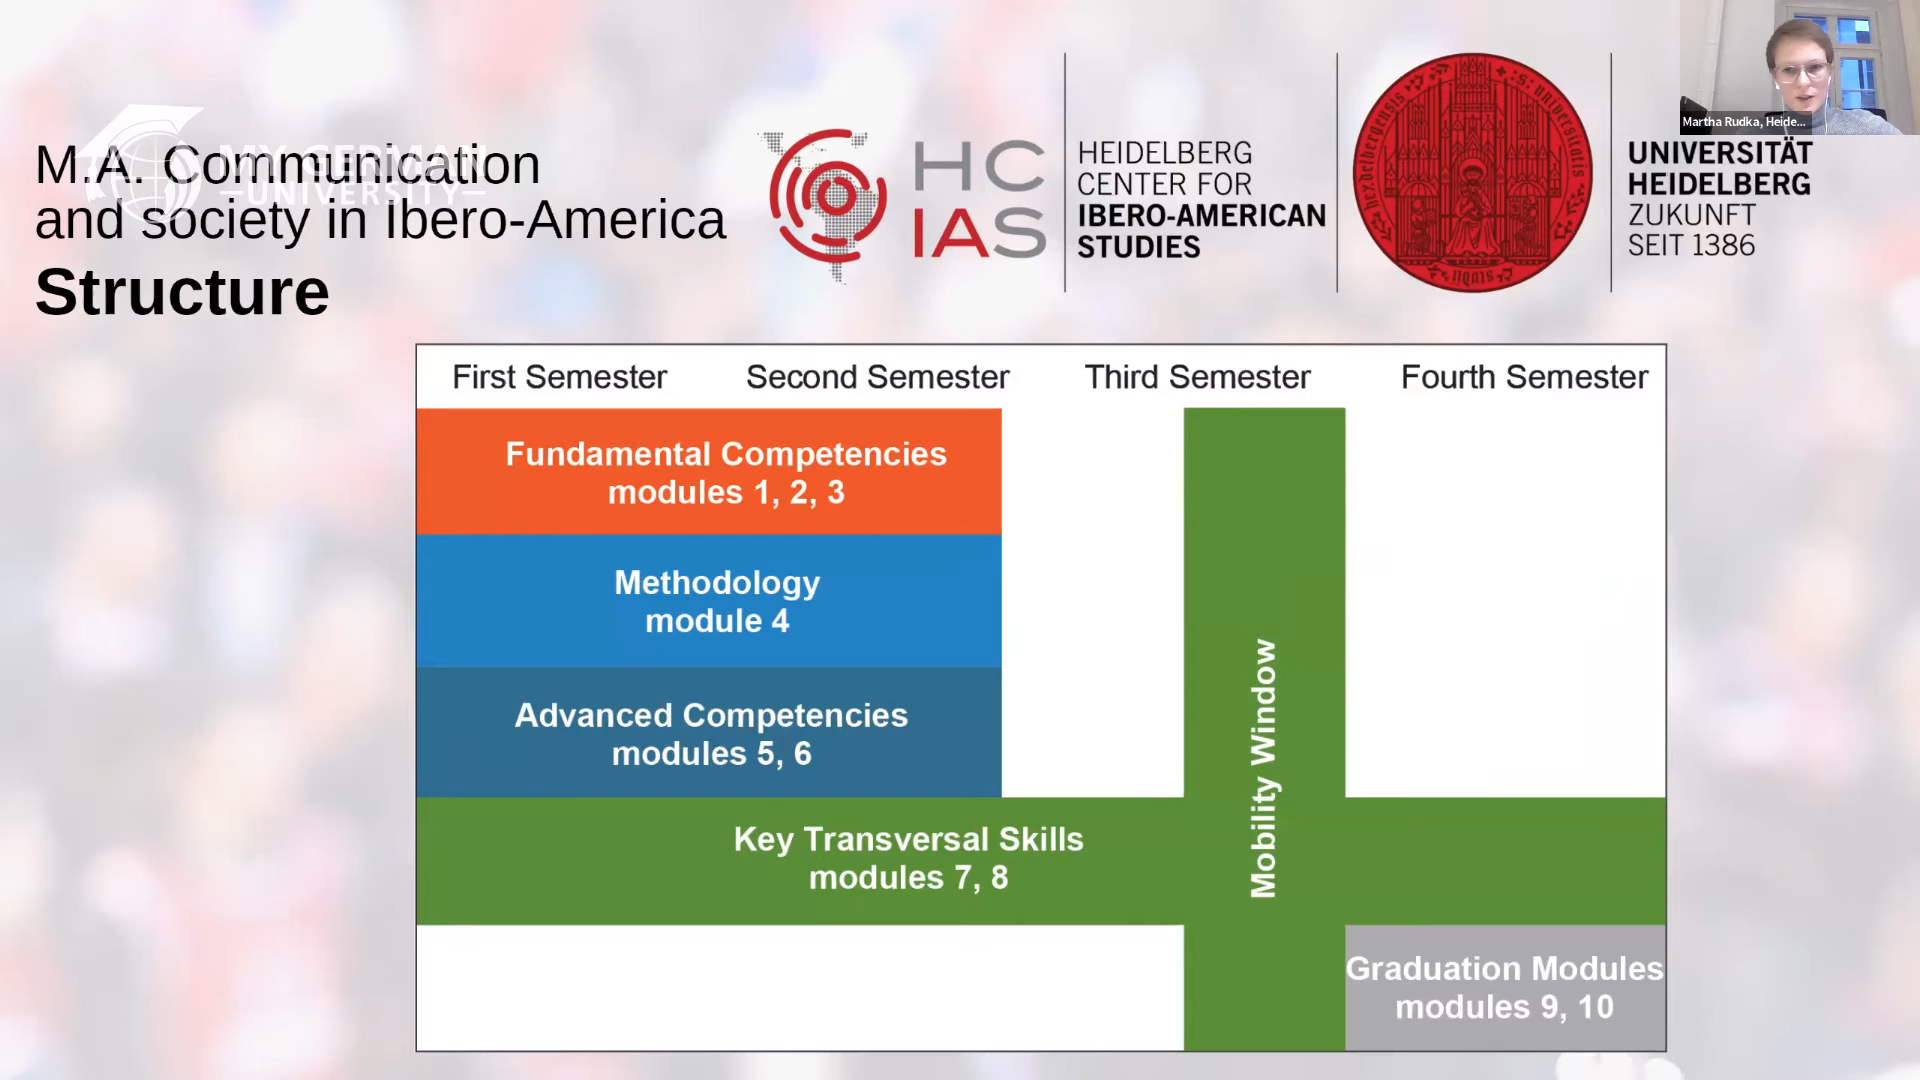 Martha Rudka, Heide...
MY GERMAN
UNIVERSITY
M.A. Communication
and society in Ibero-America
Structure
HC
IAS
HEIDELBERG
CENTER FOR
IBERO-AMERICAN
STUDIES
UNIVERSITÄT
HEIDELBERG
ZUKUNFT
SEIT 1386
First Semester
Second Semester
Third Semester
Fourth Semester
Fundamental Competencies
modules 1, 2, 3
Methodology
module 4
Advanced Competencies
modules 5, 6
Key Transversal Skills
modules 7, 8
Mobility Window
Graduation Modules
modules 9, 10